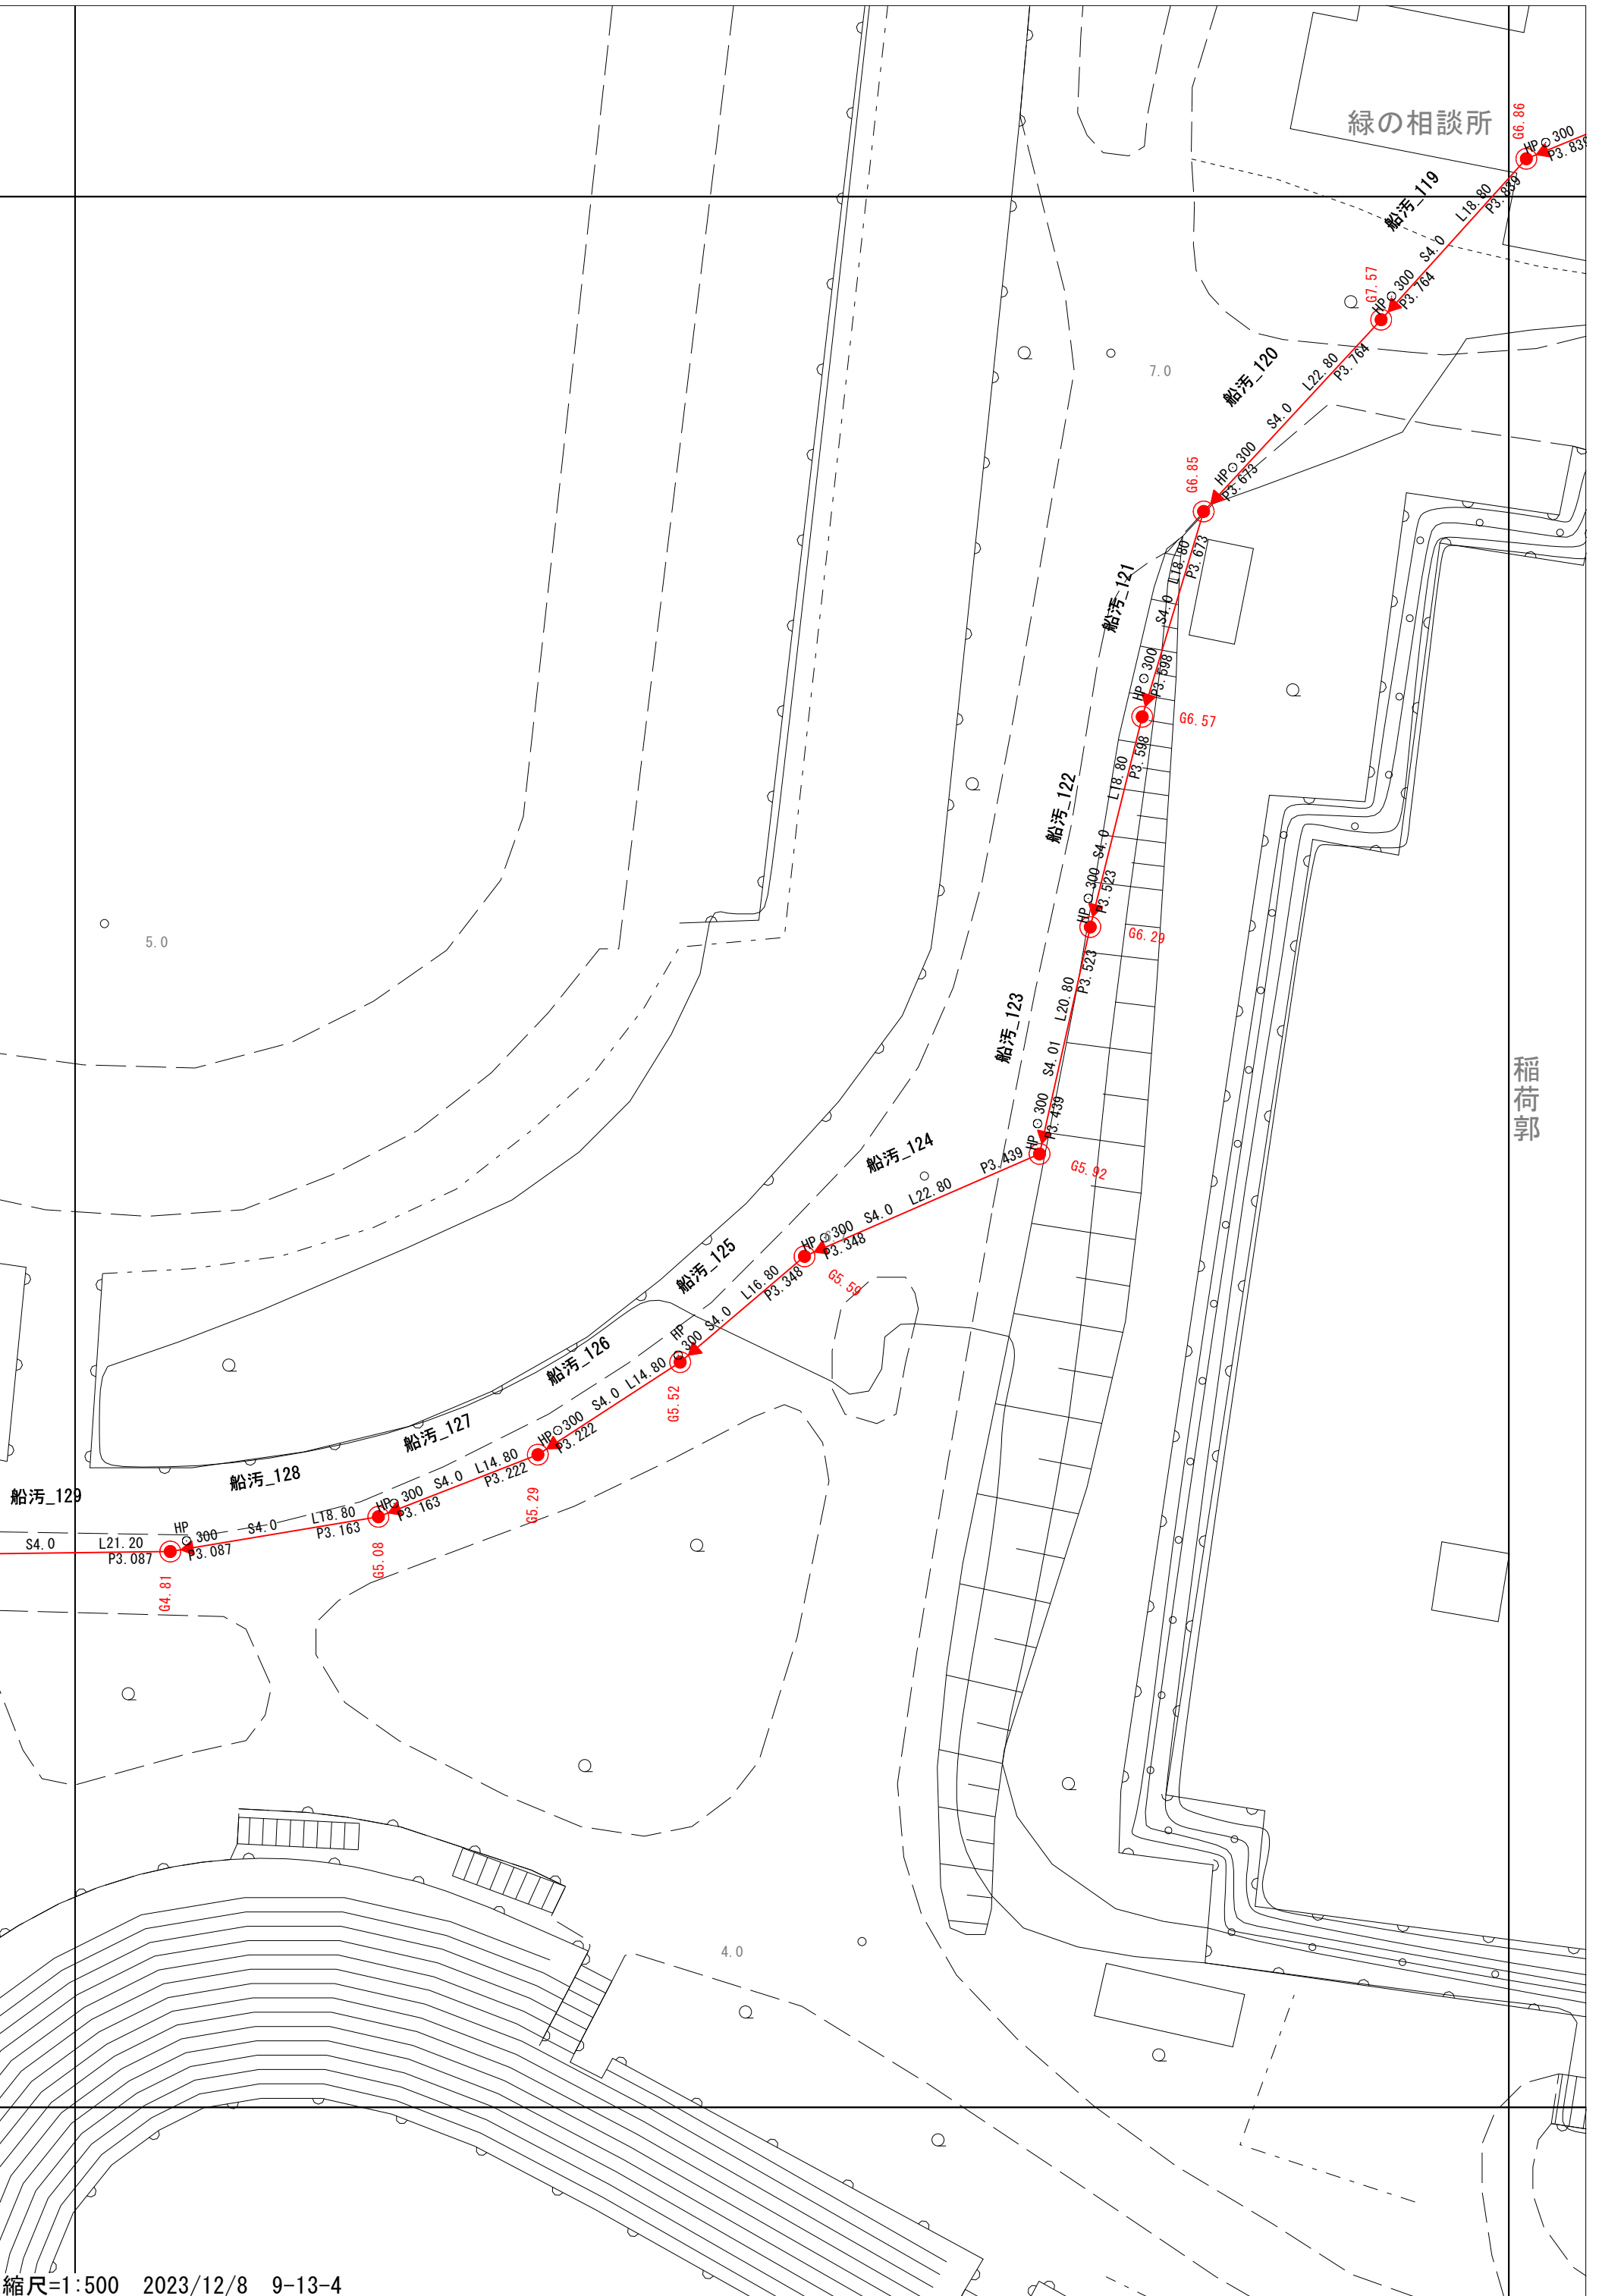 緑の相談所
G6.86
HP 300
P3.839
船汚_119
L18.80
P3.839
S4.0
G7.57
HP 300
P3.764
船汚_120
L22.80
P3.764
S4.0
7.0
G6.85
HP 300
P3.673
船汚_121
L18.80
P3.673
S4.0
HP 300
P3.598
G6.57
船汚_122
L18.80
P3.598
S4.0
HP 300
P3.523
G6.29
5.0
船汚_123
L20.80
P3.523
S4.01
HP 300
P3.439
G5.92
稲荷郭
船汚_124
P3.439
L22.80
S4.0
HP 300
P3.348
G5.59
船汚_125
L16.80
P3.348
S4.0
HP
300
G5.52
船汚_126
L14.80
S4.0
HP 300
P3.222
G5.29
船汚_127
L14.80
P3.222
S4.0
HP 300
P3.163
G5.08
船汚_128
L18.80
P3.163
S4.0
HP
300
P3.087
G4.81
船汚_129
S4.0
L21.20
P3.087
4.0
縮尺=1:500 2023/12/8 9-13-4